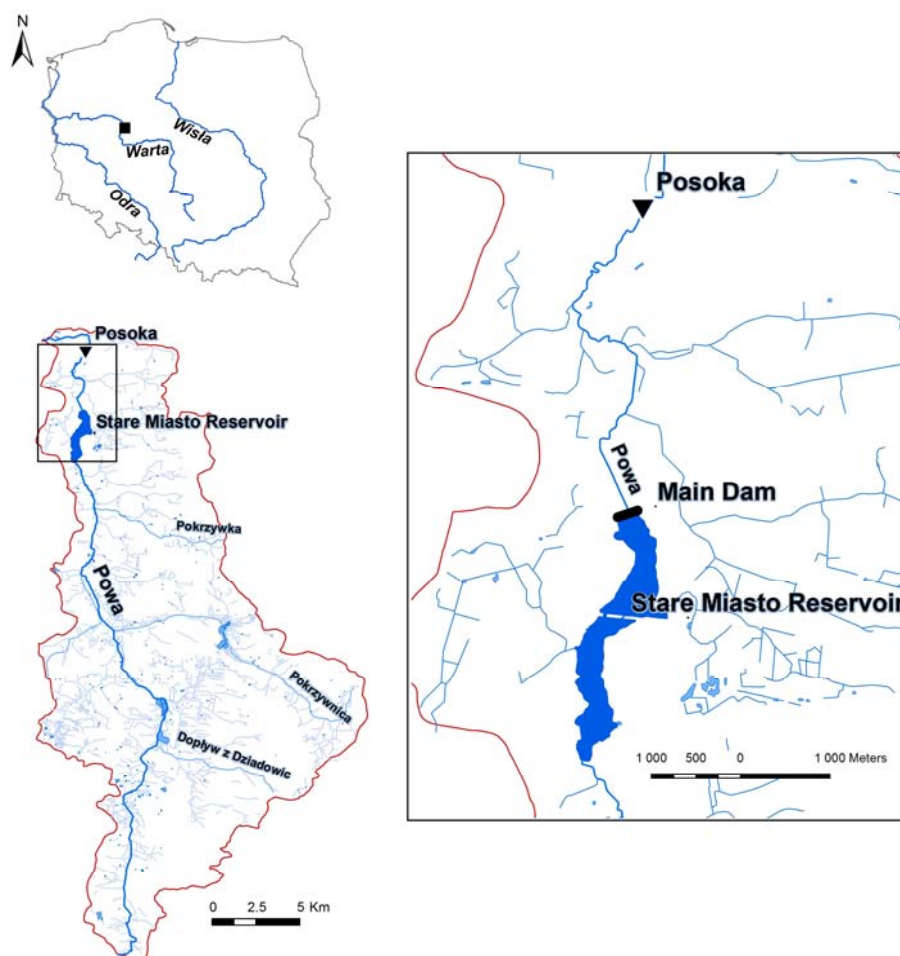 N
Wisła
Warta
Odra
Posoka
Stare Miasto Reservoir
Pokrzywka
Powa
Pokrzywnica
Dopływ z Dziadowic
0 2.5 5 Km
Posoka
Powa
Main Dam
Stare Miasto Reservoir
1 000 500 0 1 000 Meters